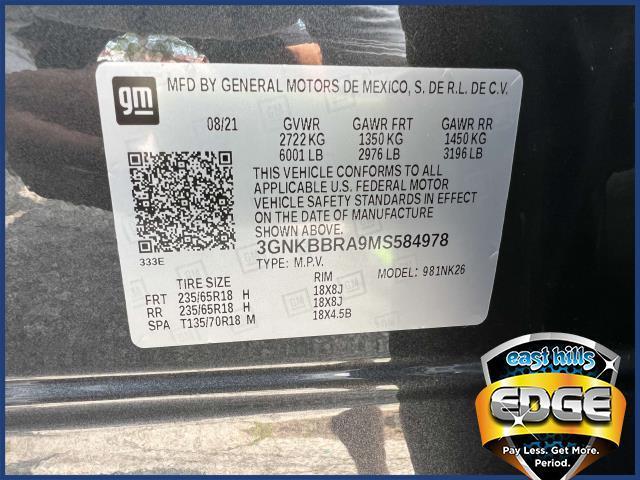 gm
MFD BY GENERAL MOTORS DE MEXICO, S. DE R.L. DE C.V.
08/21 GVWR GAWR FRT GAWR RR
2722 KG 1350 KG 1450 KG
6001 LB 2976 LB 3196 LB
THIS VEHICLE CONFORMS TO ALL
APPLICABLE U.S. FEDERAL MOTOR
VEHICLE SAFETY STANDARDS IN EFFECT
ON THE DATE OF MANUFACTURE
SHOWN ABOVE.
333E 3GNKBBRA9MS584978
TYPE: M.P.V. MODEL: 981NK26
TIRE SIZE RIM
FRT 235/65R18 H 18X8J
RR 235/65R18 H 18X8J
SPA T135/70R18 M 18X4.5B
east hills
EDGE
Pay Less. Get More.
Period.